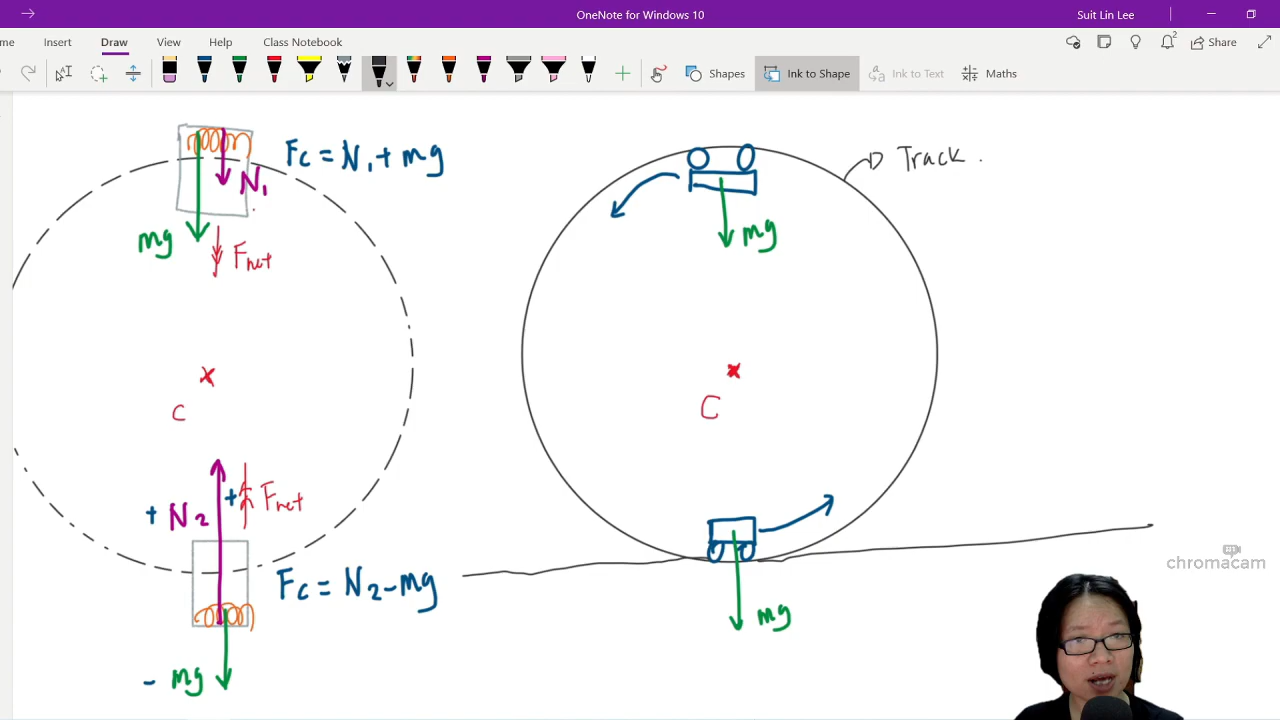 OneNote for Windows 10
Suit Lin Lee
me
Insert
Draw
View
Help
Class Notebook
Share
Shapes
Ink to Shape
Ink to Text
Maths
Fc = N1 + mg
N1
mg
Fnet
C
+ N2
+ Fnet
Fc = N2 - mg
- mg
Track .
mg
C
mg
chromacam